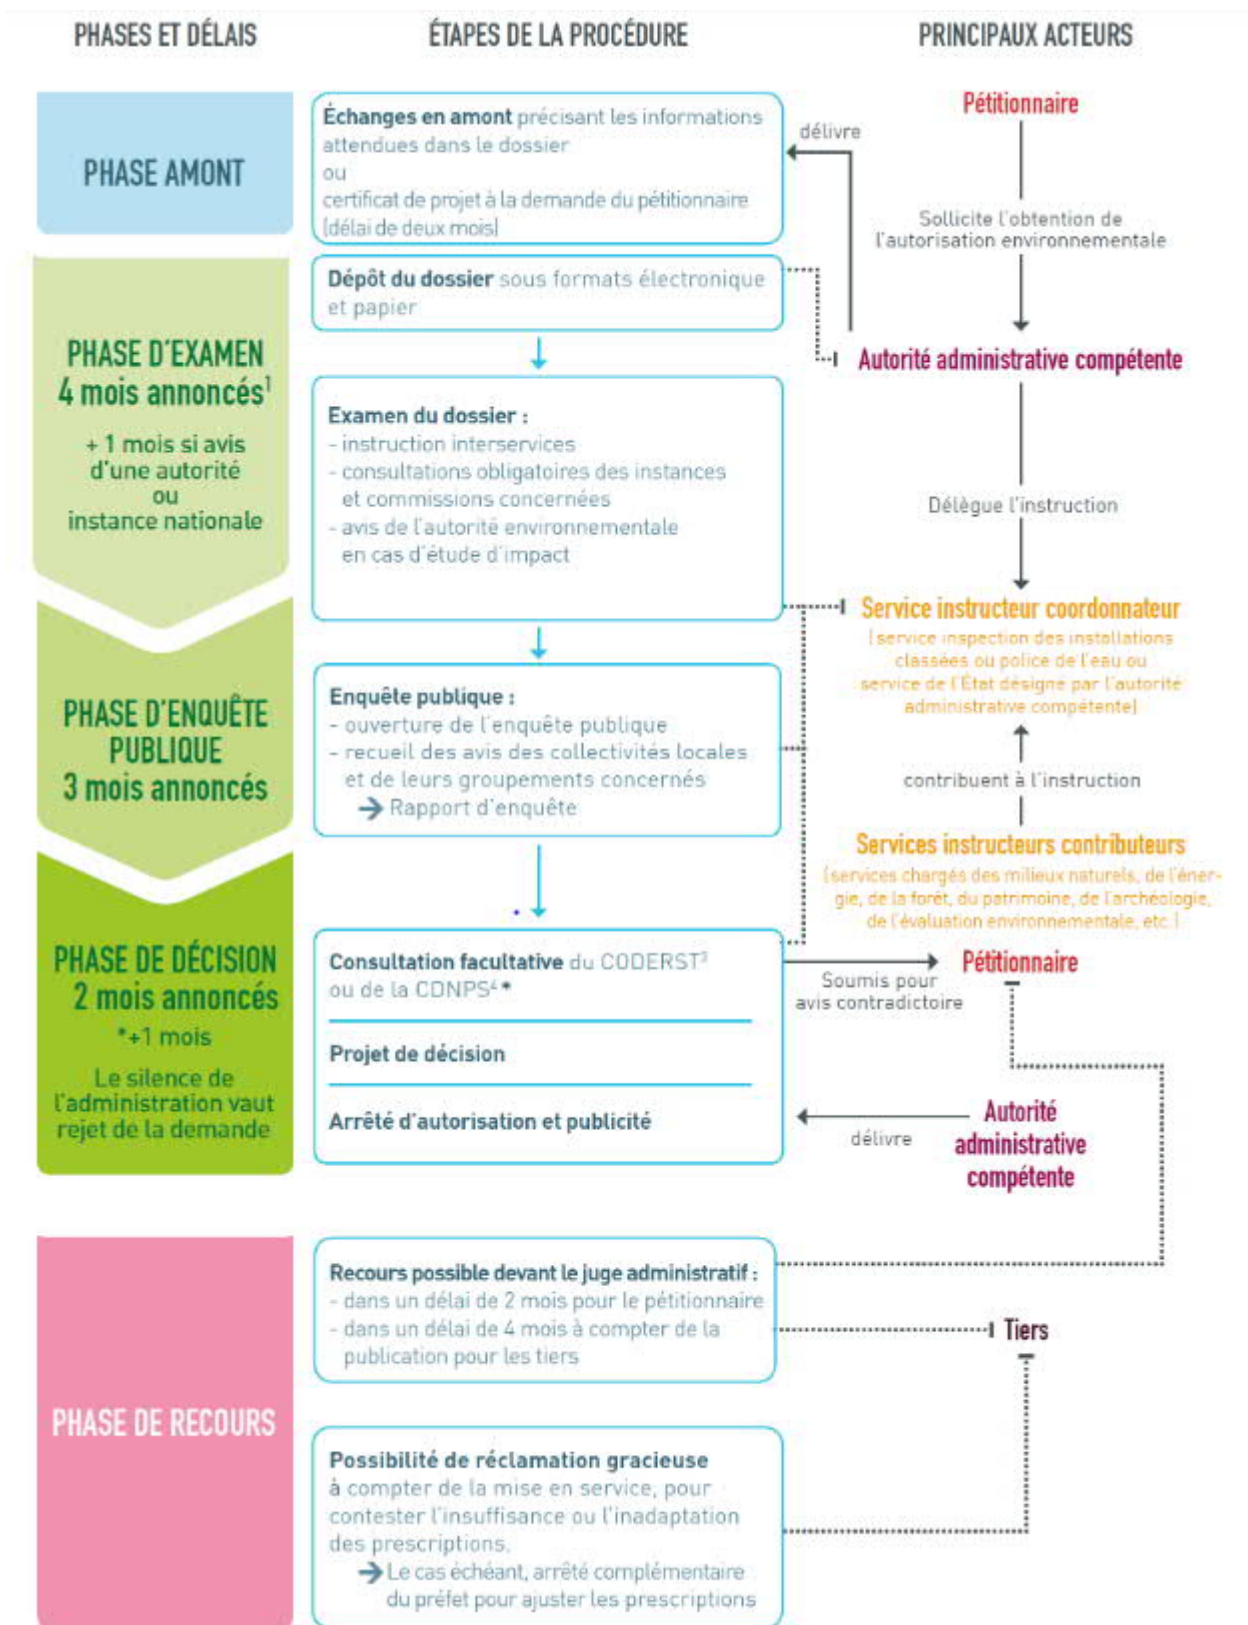 PHASES ET DÉLAIS
ÉTAPES DE LA PROCÉDURE
PRINCIPAUX ACTEURS
PHASE AMONT
Échanges en amont précisant les informations
attendues dans le dossier
ou
certificat de projet à la demande du pétitionnaire
(délai de deux mois)
délivre
Pétitionnaire
Sollicite l'obtention de
l'autorisation environnementale
PHASE D'EXAMEN
4 mois annoncés¹
+ 1 mois si avis
d'une autorité
ou
instance nationale
Dépôt du dossier sous formats électronique
et papier
Autorité administrative compétente
Examen du dossier :
- instruction interservices
- consultations obligatoires des instances
et commissions concernées
- avis de l'autorité environnementale
en cas d'étude d'impact
Délègue l'instruction
Service instructeur coordonnateur
(service inspection des installations
classées ou police de l'eau ou
service de l'État désigné par l'autorité
administrative compétente)
PHASE D'ENQUÊTE
PUBLIQUE
3 mois annoncés
Enquête publique :
- ouverture de l'enquête publique
- recueil des avis des collectivités locales
et de leurs groupements concernés
→ Rapport d'enquête
contribuent à l'instruction
Services instructeurs contributeurs
(services chargés des milieux naturels, de l'éner-
gie, de la forêt, du patrimoine, de l'archéologie,
de l'évaluation environnementale, etc.)
PHASE DE DÉCISION
2 mois annoncés
*+1 mois
Le silence de
l'administration vaut
rejet de la demande
Consultation facultative du CODERST³
ou de la CDNPS⁴*
Projet de décision
Arrêté d'autorisation et publicité
Soumis pour
avis contradictoire
Pétitionnaire
délivre
Autorité
administrative
compétente
PHASE DE RECOURS
Recours possible devant le juge administratif :
- dans un délai de 2 mois pour le pétitionnaire
- dans un délai de 4 mois à compter de la
publication pour les tiers
Tiers
Possibilité de réclamation gracieuse
à compter de la mise en service, pour
contester l'insuffisance ou l'inadaptation
des prescriptions.
→ Le cas échéant, arrêté complémentaire
du préfet pour ajuster les prescriptions